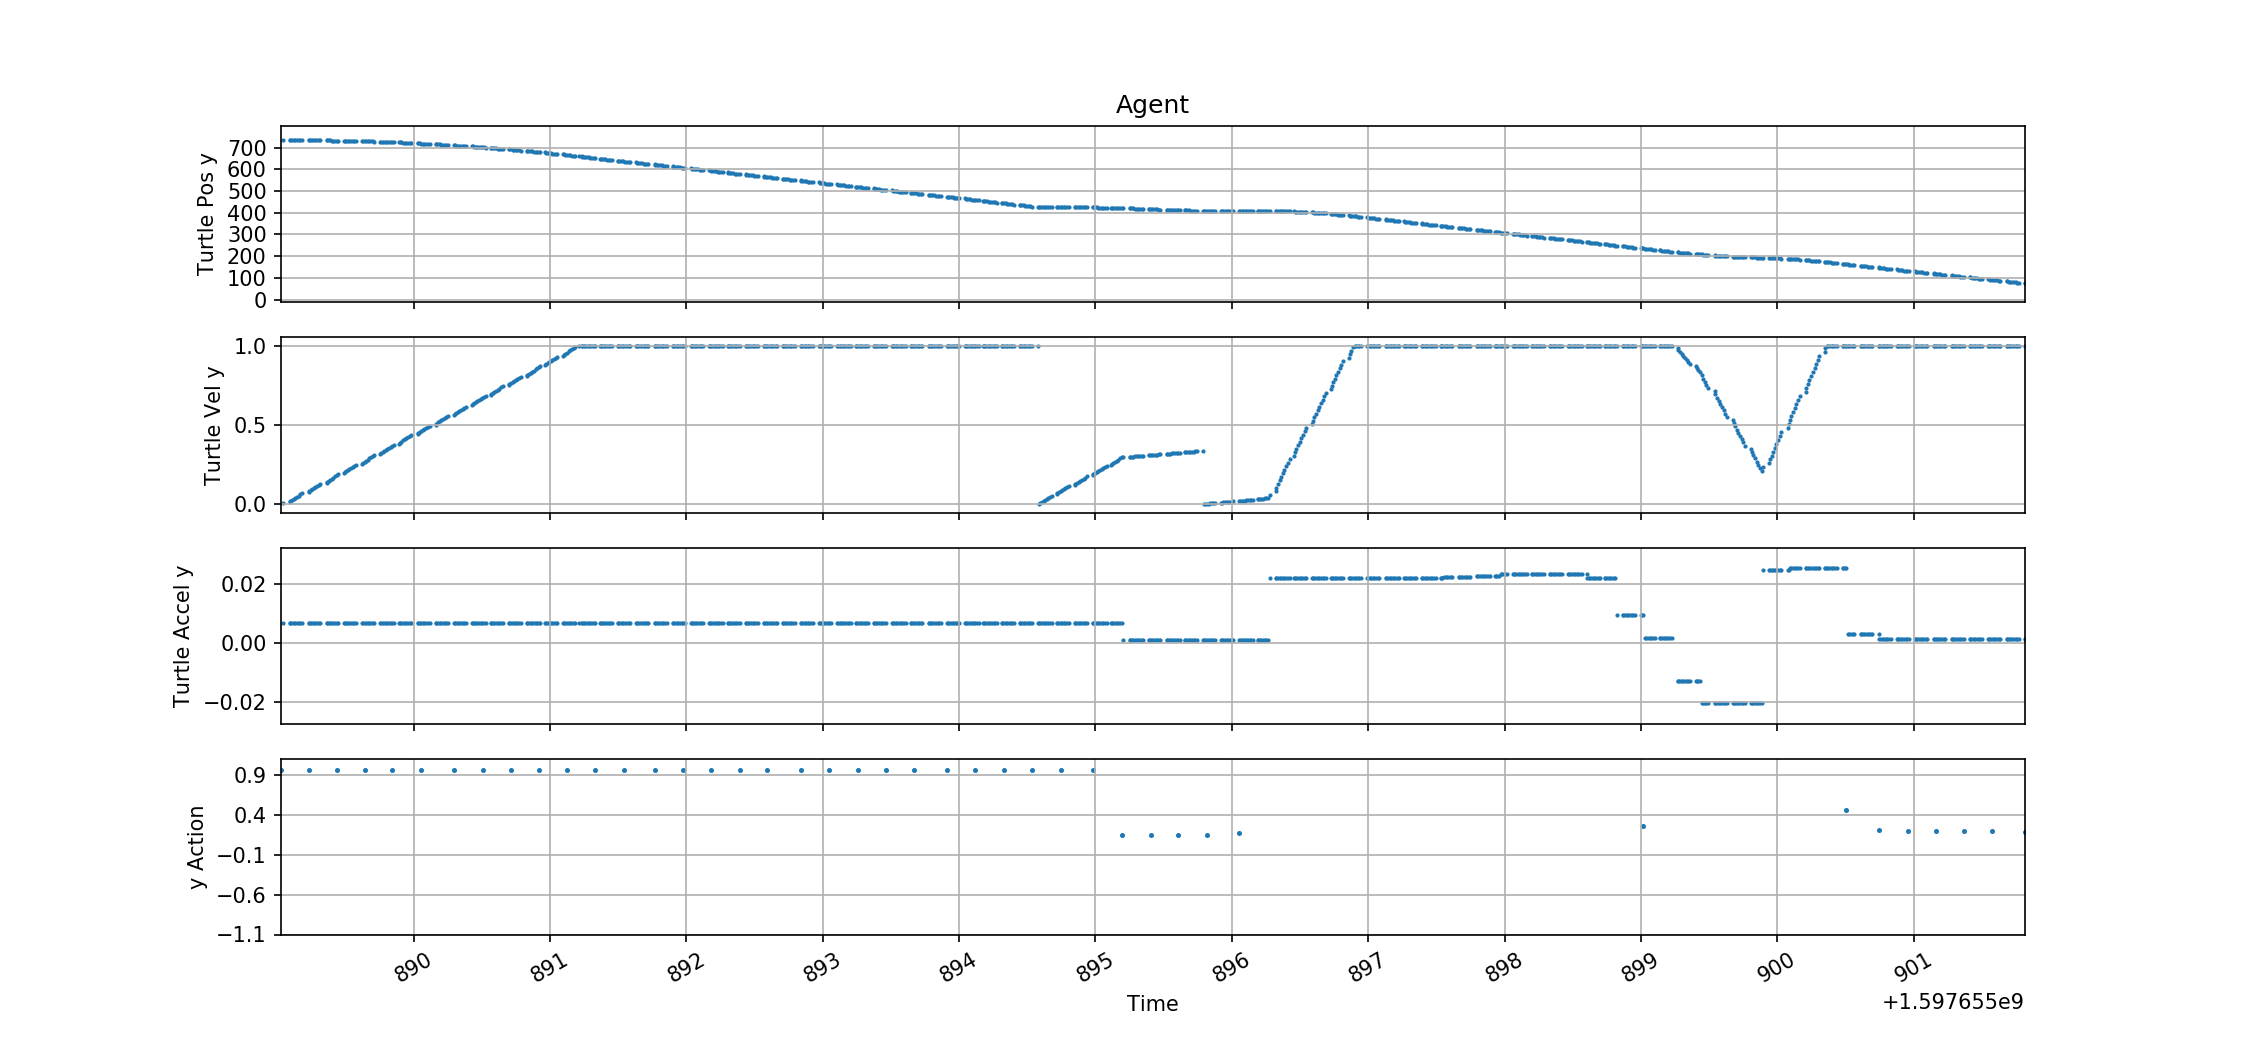 Agent
Turtle Pos y
700
600
500
400
300
200
100
0
Turtle Vel y
1.0
0.5
0.0
Turtle Accel y
0.02
0.00
−0.02
y Action
0.9
0.4
−0.1
−0.6
−1.1
890 891 892 893 894 895 896 897 898 899 900 901
Time
+1.597655e9